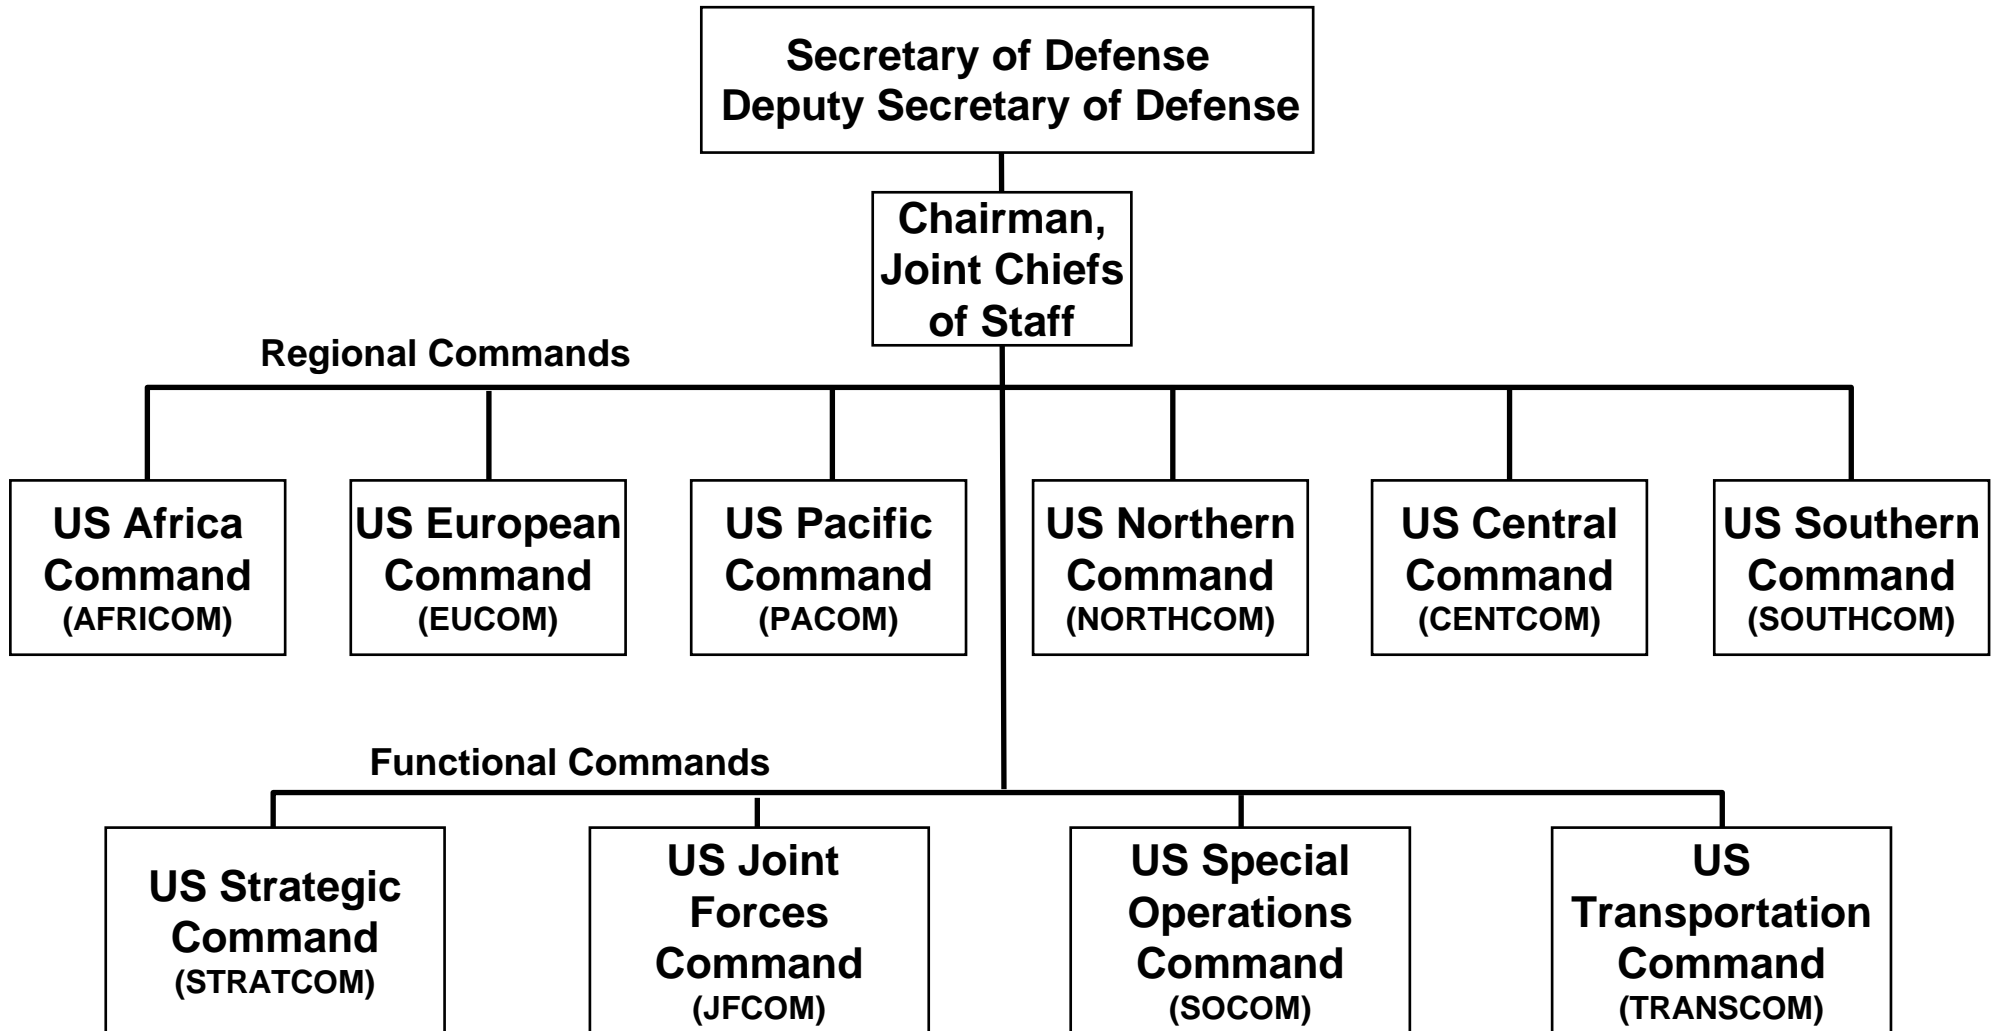 Secretary of Defense
Deputy Secretary of Defense
Chairman,
Joint Chiefs
of Staff
Regional Commands
US Africa
Command
(AFRICOM)
US European
Command
(EUCOM)
US Pacific
Command
(PACOM)
US Northern
Command
(NORTHCOM)
US Central
Command
(CENTCOM)
US Southern
Command
(SOUTHCOM)
Functional Commands
US Strategic
Command
(STRATCOM)
US Joint
Forces
Command
(JFCOM)
US Special
Operations
Command
(SOCOM)
US
Transportation
Command
(TRANSCOM)